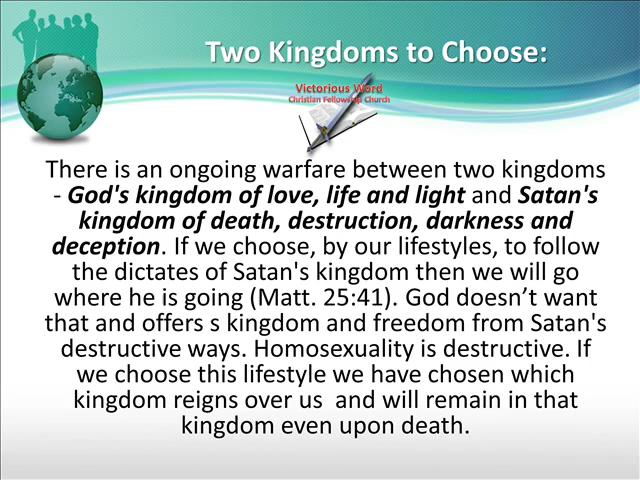 Two Kingdoms to Choose:
Victorious Word
Christian Fellowship Church
There is an ongoing warfare between two kingdoms
- God's kingdom of love, life and light and Satan's
kingdom of death, destruction, darkness and
deception. If we choose, by our lifestyles, to follow
the dictates of Satan's kingdom then we will go
where he is going (Matt. 25:41). God doesn’t want
that and offers s kingdom and freedom from Satan's
destructive ways. Homosexuality is destructive. If
we choose this lifestyle we have chosen which
kingdom reigns over us  and will remain in that
kingdom even upon death.